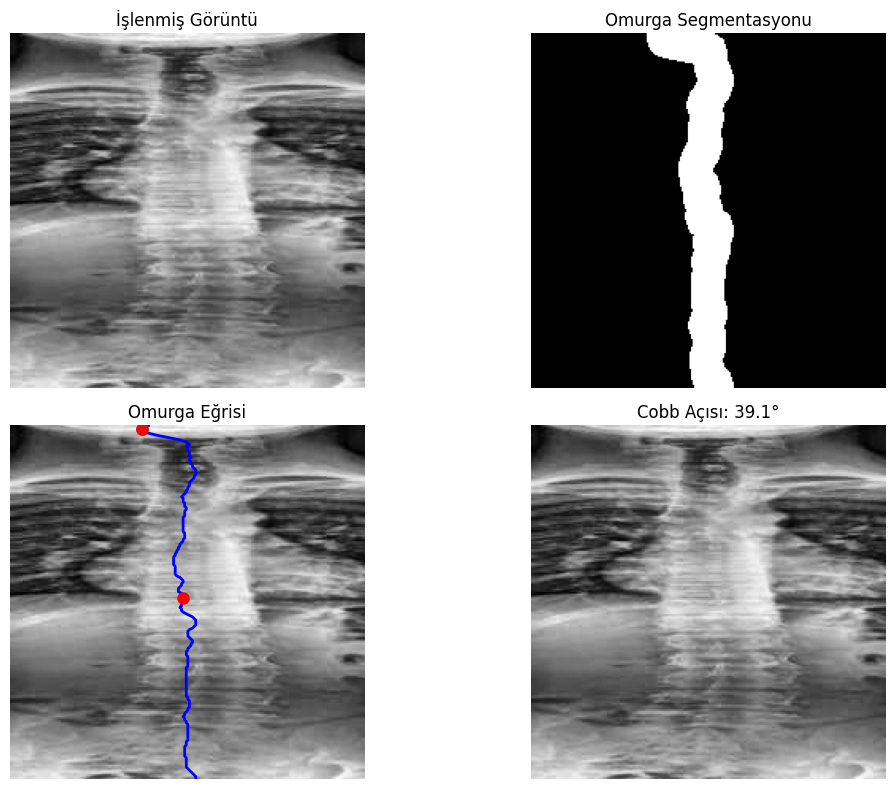 İşlenmiş Görüntü
Omurga Segmentasyonu
Omurga Eğrisi
Cobb Açısı: 39.1°